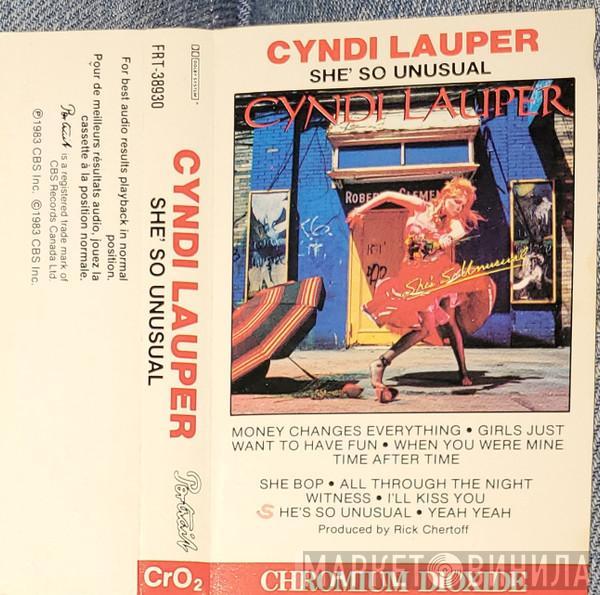 CYNDI LAUPER
SHE' SO UNUSUAL
CYNDI LAUPER
She's So Unusual
MONEY CHANGES EVERYTHING • GIRLS JUST
WANT TO HAVE FUN • WHEN YOU WERE MINE
TIME AFTER TIME
SHE BOP • ALL THROUGH THE NIGHT
WITNESS • I'LL KISS YOU
S HE'S SO UNUSUAL • YEAH YEAH
Produced by Rick Chertoff
CHROMIUM DIOXIDE
МАРКЕТ ВИНИЛА
CYNDI LAUPER
SHE' SO UNUSUAL
Portrait
CrO₂
DOLBY SYSTEM
FRT-38930
For best audio results playback in normal
position.
Pour de meilleurs résultats audio, jouez la
cassette à la position normale.
Portrait is a registered trade mark of
CBS Records Canada Ltd.
℗1983 CBS Inc. ©1983 CBS Inc.